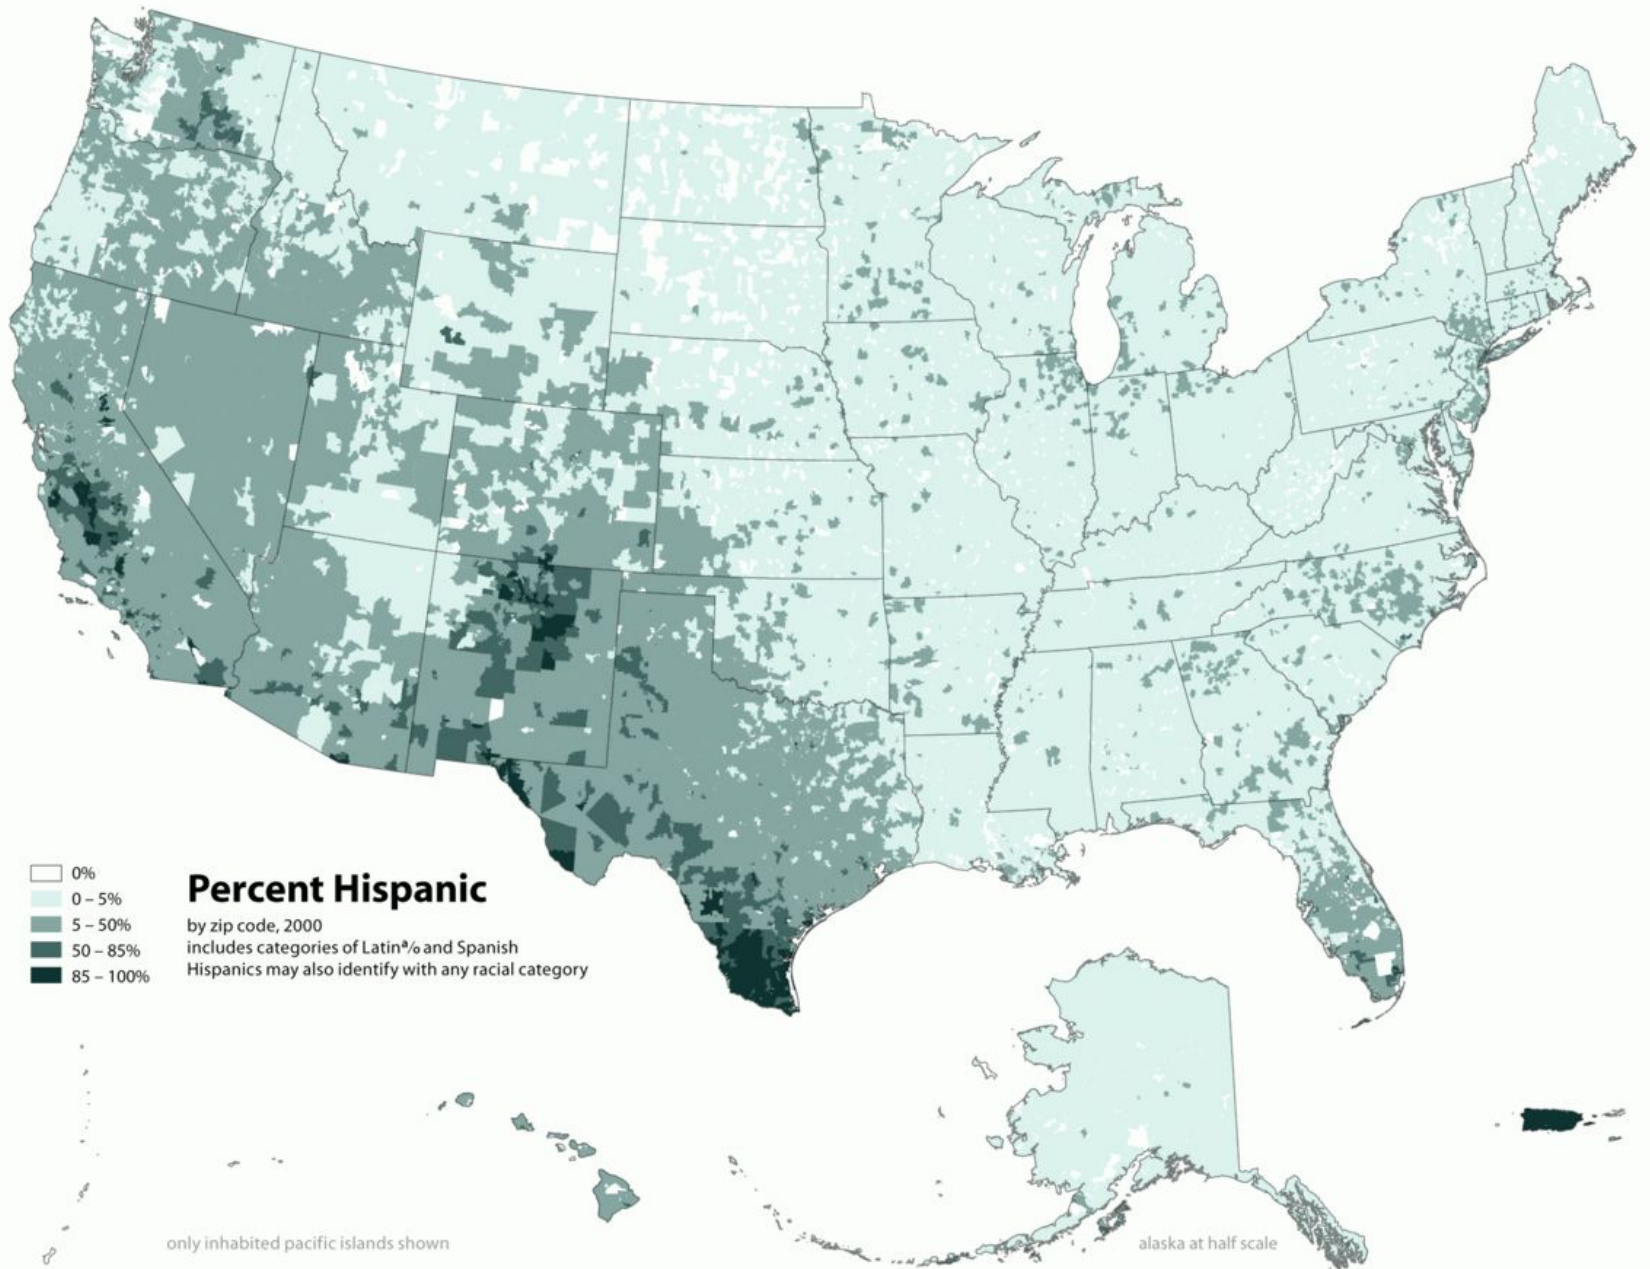 0%
0 – 5%
5 – 50%
50 – 85%
85 – 100%
Percent Hispanic
by zip code, 2000
includes categories of Latinª/o and Spanish
Hispanics may also identify with any racial category
only inhabited pacific islands shown
alaska at half scale